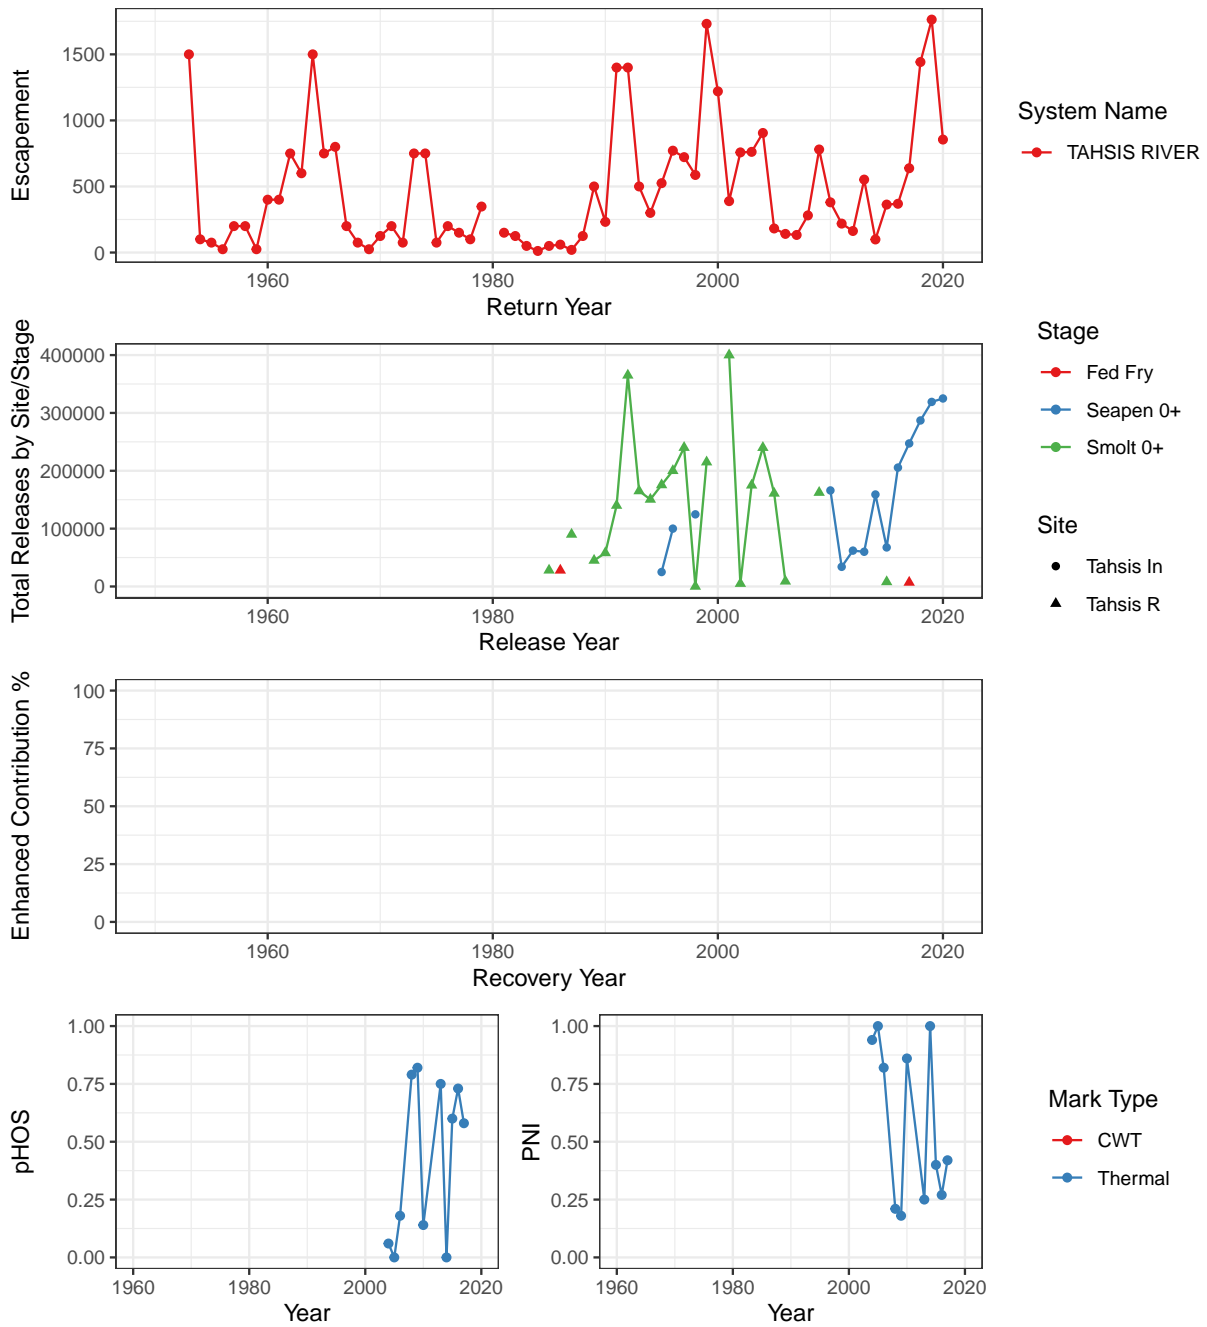 Escapement
1500
1000
500
0
1960 1980 2000 2020
Return Year
System Name
TAHSIS RIVER
Total Releases by Site/Stage
400000
300000
200000
100000
0
1960 1980 2000 2020
Release Year
Stage
Fed Fry
Seapen 0+
Smolt 0+
Site
Tahsis In
Tahsis R
Enhanced Contribution %
100
75
50
25
0
1960 1980 2000 2020
Recovery Year
pHOS
1.00
0.75
0.50
0.25
0.00
1960 1980 2000 2020
Year
PNI
1.00
0.75
0.50
0.25
0.00
1960 1980 2000 2020
Year
Mark Type
CWT
Thermal